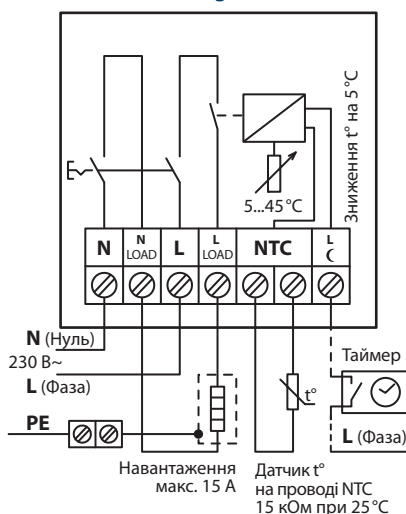 Зниження t° на 5 °C
5...45 °C
N
N
LOAD
L
L
LOAD
NTC
L
☾
N (Нуль)
230 В~
L (Фаза)
PE
t°
Таймер
L (Фаза)
Навантаження
макс. 15 А
Датчик t°
на проводі NTC
15 кОм при 25 °C